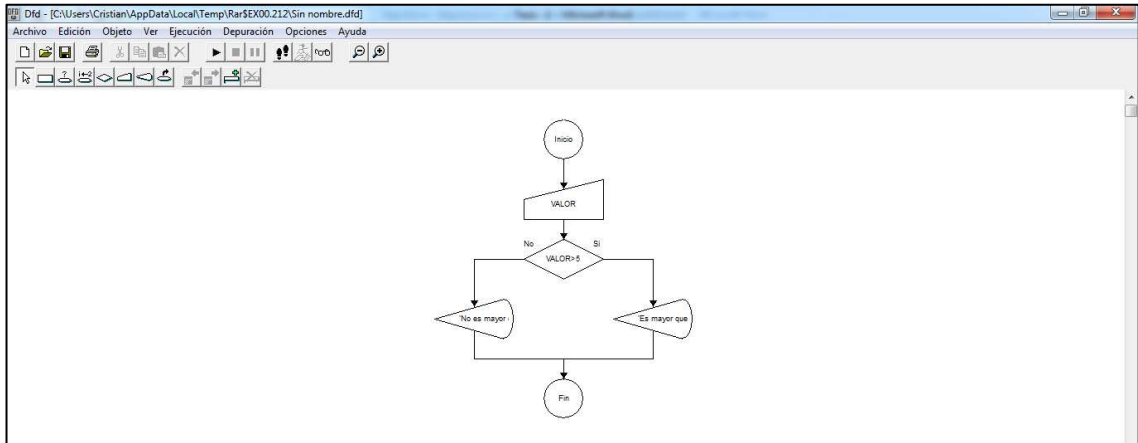 Dfd - [C:\Users\Cristian\AppData\Local\Temp\Rar$EX00.212\Sin nombre.dfd]
Archivo Edición Objeto Ver Ejecución Depuración Opciones Ayuda
Inicio
VALOR
No
Si
VALOR>5
'No es mayor
'Es mayor que
Fin